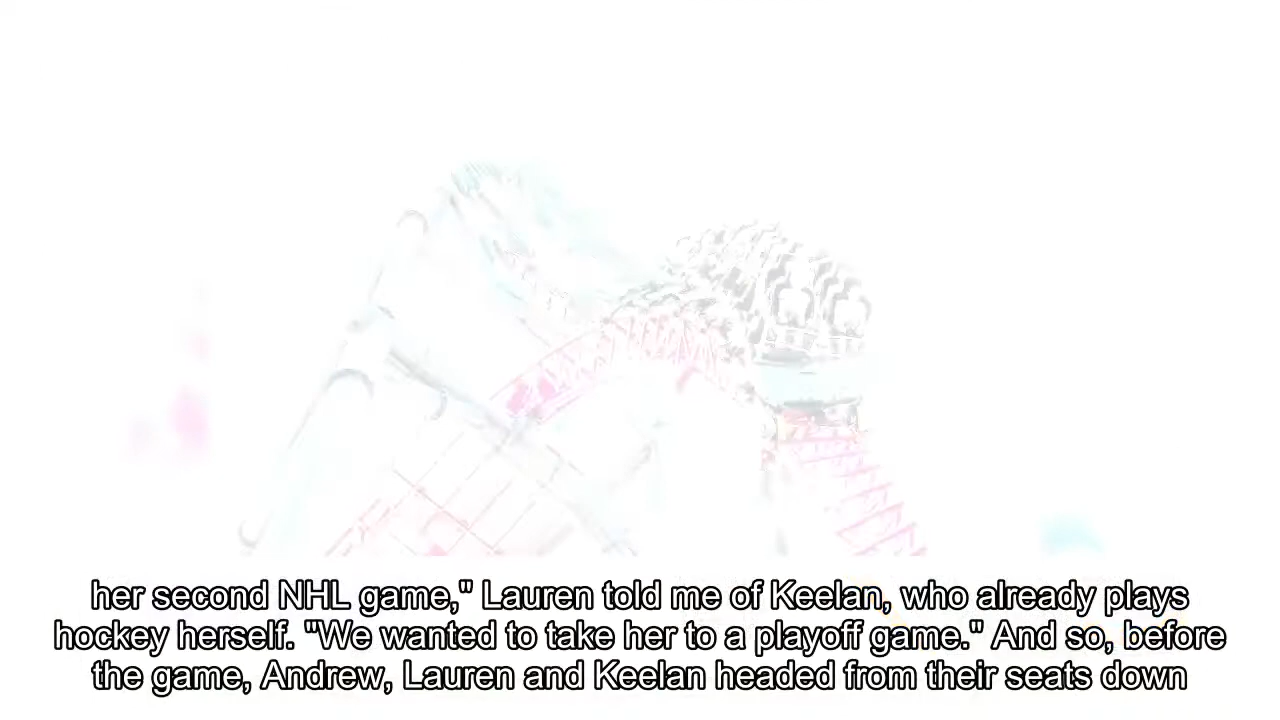 her second NHL game," Lauren told me of Keelan, who already plays
hockey herself. "We wanted to take her to a playoff game." And so, before
the game, Andrew, Lauren and Keelan headed from their seats down